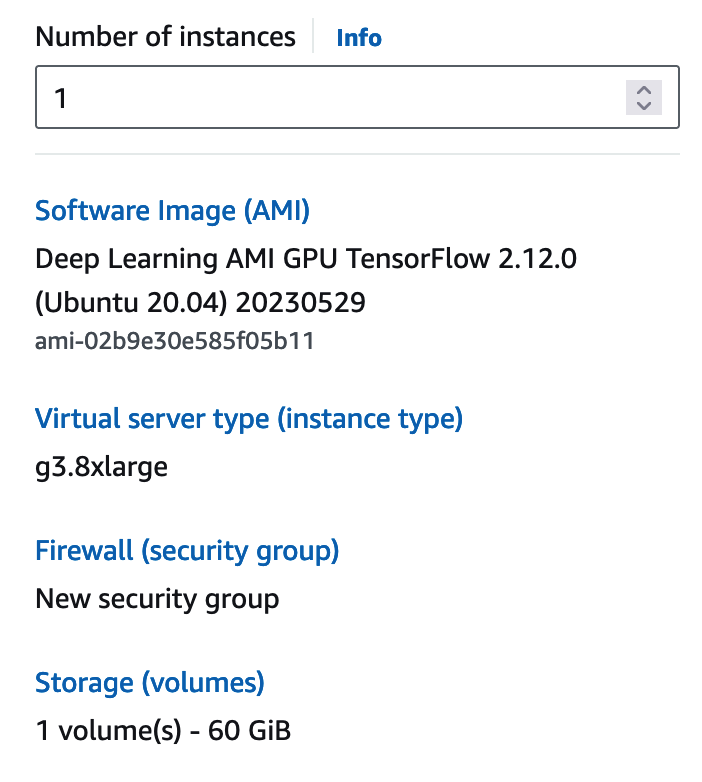 Number of instances Info
1
Software Image (AMI)
Deep Learning AMI GPU TensorFlow 2.12.0
(Ubuntu 20.04) 20230529
ami-02b9e30e585f05b11
Virtual server type (instance type)
g3.8xlarge
Firewall (security group)
New security group
Storage (volumes)
1 volume(s) - 60 GiB